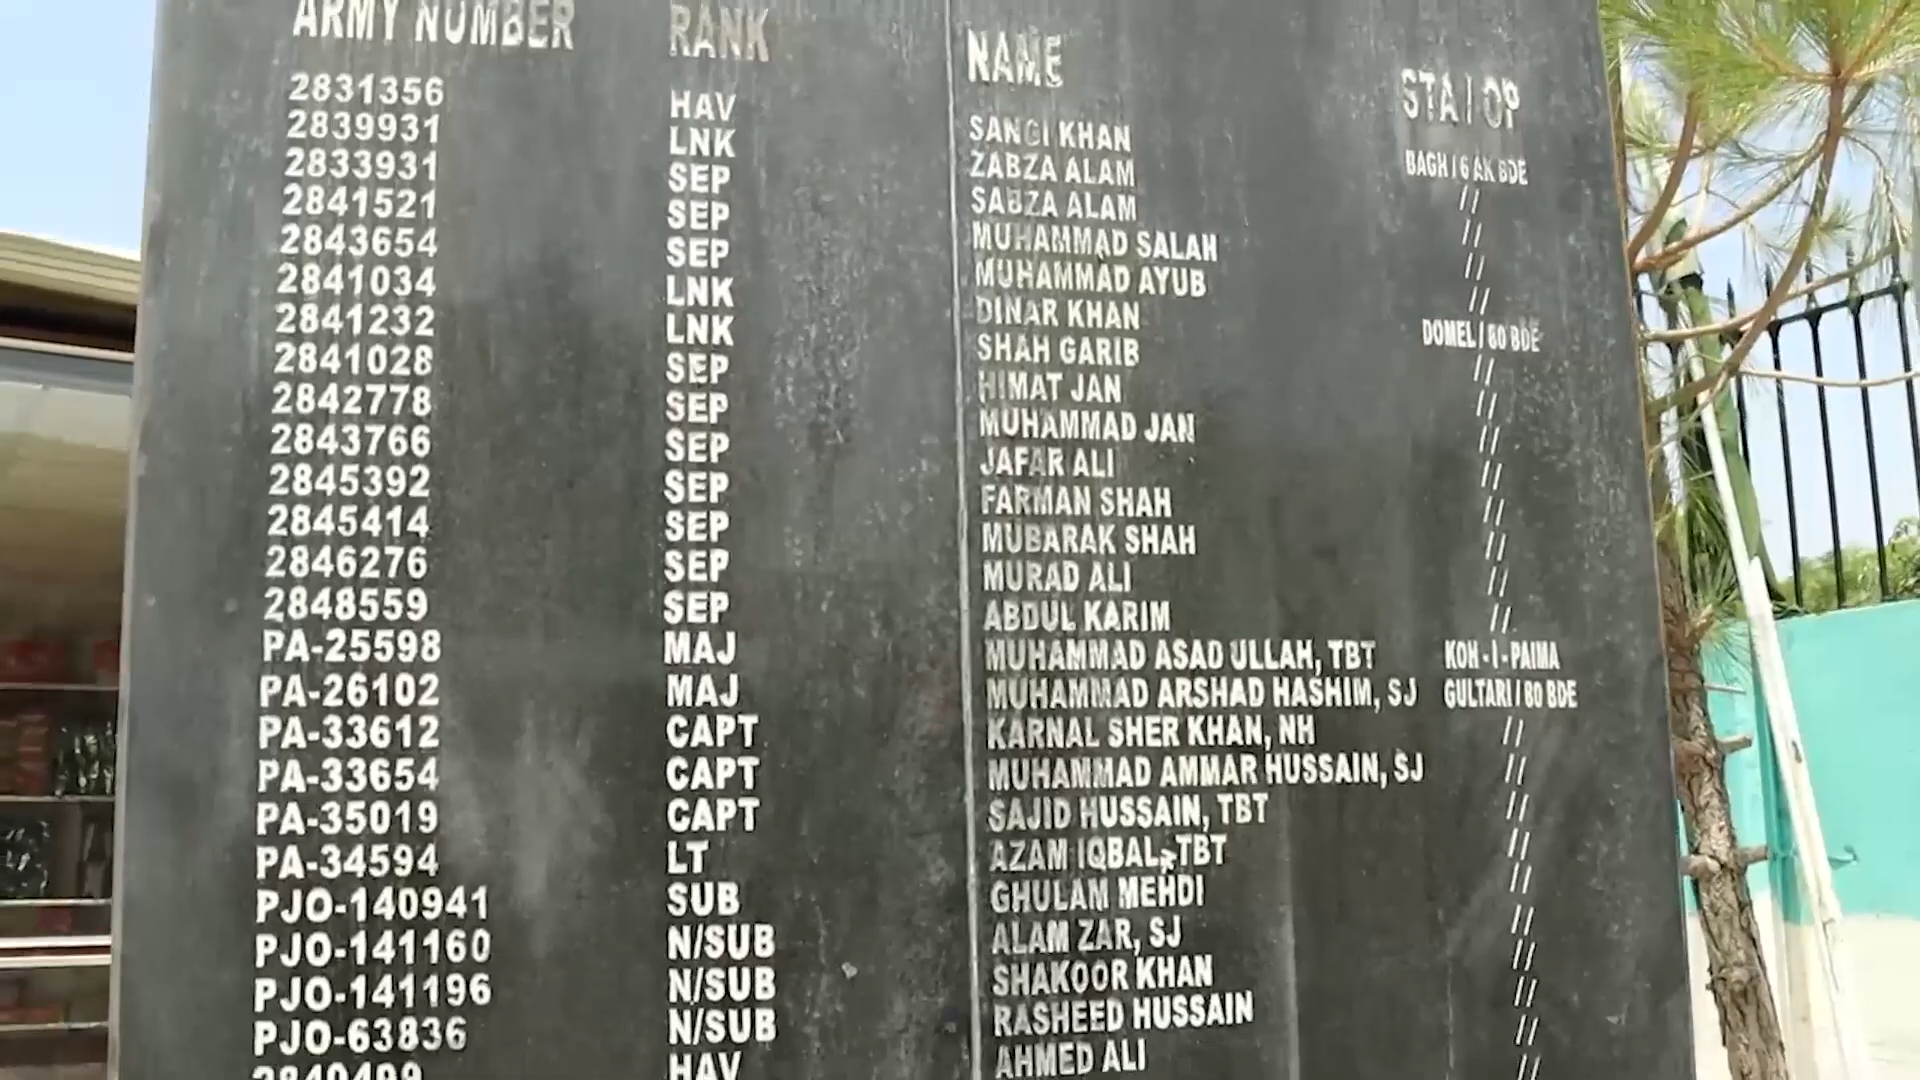 ARMY NUMBER RANK NAME STA / OP
2831356 HAV SANGI KHAN BAGH / 6 AK BDE
2839931 LNK ZABZA ALAM //
2833931 SEP SABZA ALAM //
2841521 SEP MUHAMMAD SALAH //
2843654 SEP MUHAMMAD AYUB //
2841034 LNK DINAR KHAN DOMEL / 80 BDE
2841232 LNK SHAH GARIB //
2841028 SEP HIMAT JAN //
2842778 SEP MUHAMMAD JAN //
2843766 SEP JAFAR ALI //
2845392 SEP FARMAN SHAH //
2845414 SEP MUBARAK SHAH //
2846276 SEP MURAD ALI //
2848559 SEP ABDUL KARIM //
PA-25598 MAJ MUHAMMAD ASAD ULLAH, TBT KOH - I - PAIMA
PA-26102 MAJ MUHAMMAD ARSHAD HASHIM, SJ GULTARI / 80 BDE
PA-33612 CAPT KARNAL SHER KHAN, NH //
PA-33654 CAPT MUHAMMAD AMMAR HUSSAIN, SJ //
PA-35019 CAPT SAJID HUSSAIN, TBT //
PA-34594 LT AZAM IQBAL, TBT //
PJO-140941 SUB GHULAM MEHDI //
PJO-141160 N/SUB ALAM ZAR, SJ //
PJO-141196 N/SUB SHAKOOR KHAN //
PJO-63836 N/SUB RASHEED HUSSAIN //
2840499 HAV AHMED ALI //